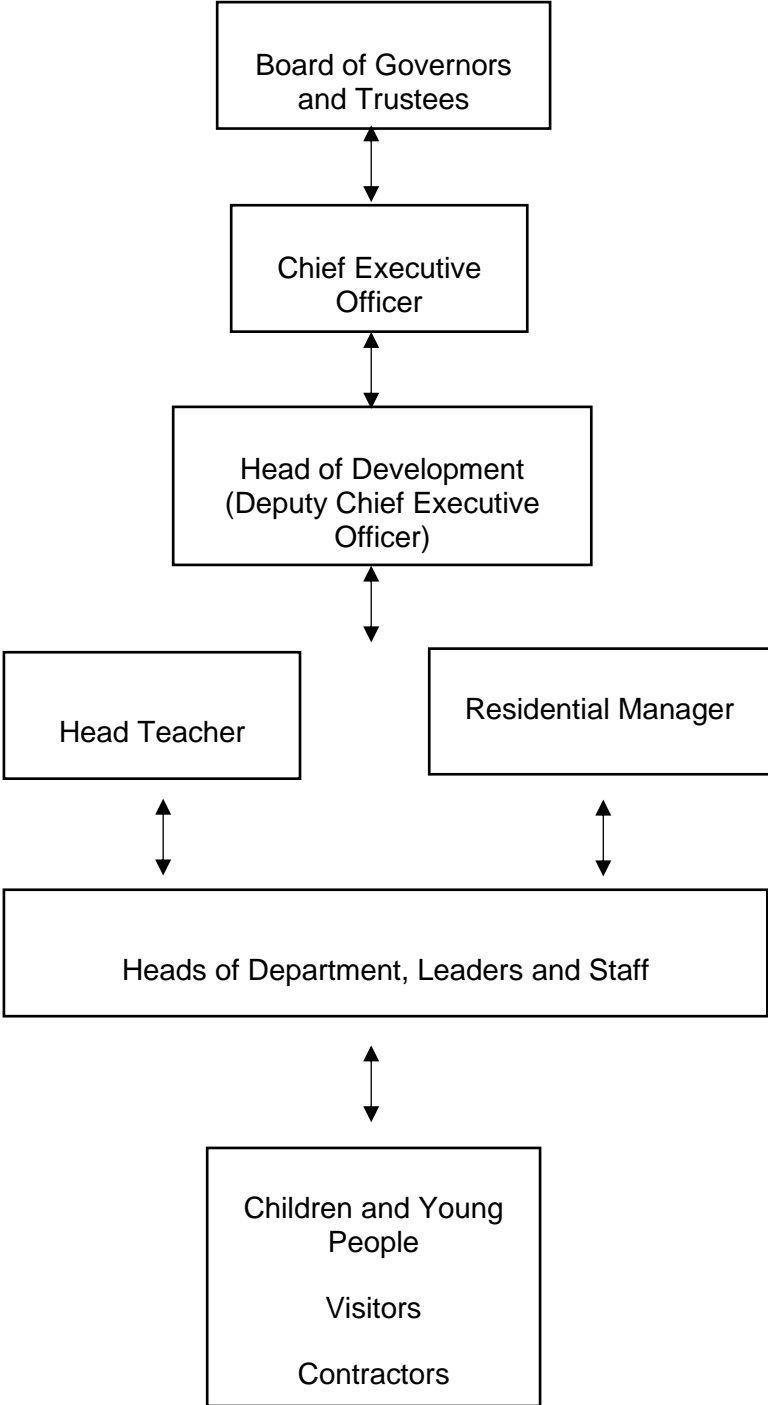 Board of Governors
and Trustees
Chief Executive
Officer
Head of Development
(Deputy Chief Executive
Officer)
Head Teacher
Residential Manager
Heads of Department, Leaders and Staff
Children and Young
People
Visitors
Contractors